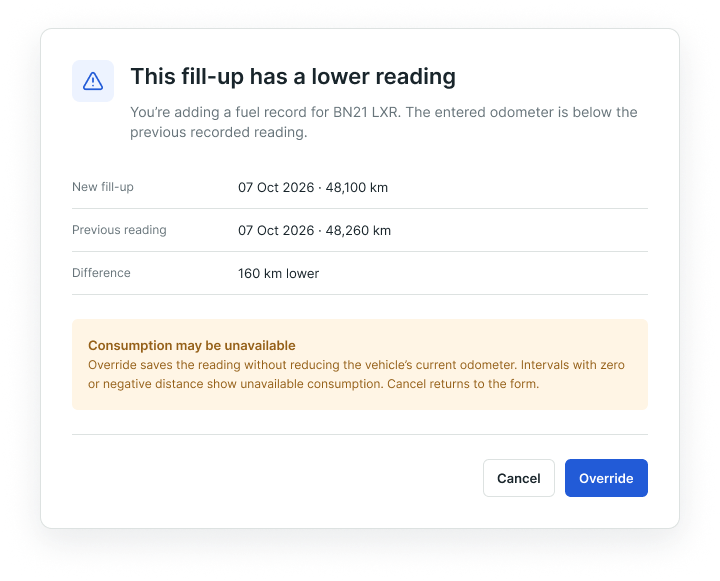 This fill-up has a lower reading
You’re adding a fuel record for BN21 LXR. The entered odometer is below the
previous recorded reading.
New fill-up 07 Oct 2026 · 48,100 km
Previous reading 07 Oct 2026 · 48,260 km
Difference 160 km lower
Consumption may be unavailable
Override saves the reading without reducing the vehicle’s current odometer. Intervals with zero
or negative distance show unavailable consumption. Cancel returns to the form.
Cancel Override